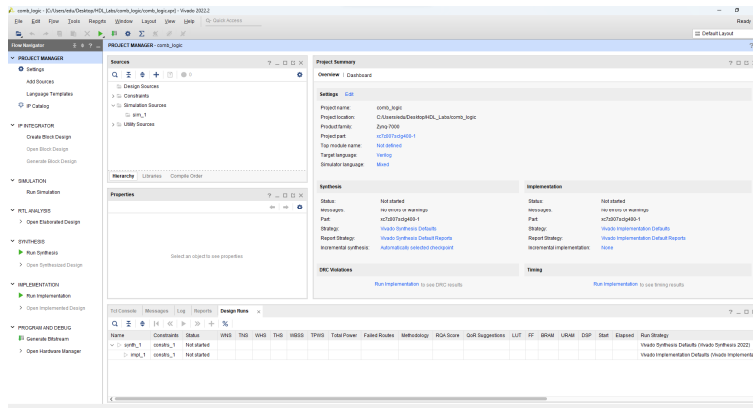 comb_logic - [C:/Users/edu/Desktop/HDL_Labs/comb_logic/comb_logic.xpr] - Vivado 2022.2
File Edit Flow Tools Reports Window Layout View Help Quick Access
Ready
Default Layout
Flow Navigator
PROJECT MANAGER - comb_logic
PROJECT MANAGER
Settings
Add Sources
Language Templates
IP Catalog
IP INTEGRATOR
Create Block Design
Open Block Design
Generate Block Design
SIMULATION
Run Simulation
RTL ANALYSIS
Open Elaborated Design
SYNTHESIS
Run Synthesis
Open Synthesized Design
IMPLEMENTATION
Run Implementation
Open Implemented Design
PROGRAM AND DEBUG
Generate Bitstream
Open Hardware Manager
Sources
0
Design Sources
Constraints
Simulation Sources
sim_1
Utility Sources
Hierarchy Libraries Compile Order
Properties
Select an object to see properties
Project Summary
Overview | Dashboard
Settings Edit
Project name: comb_logic
Project location: C:/Users/edu/Desktop/HDL_Labs/comb_logic
Product family: Zynq-7000
Project part: xc7z007sclg400-1
Top module name: Not defined
Target language: Verilog
Simulator language: Mixed
Synthesis
Status: Not started
Messages: No errors or warnings
Part: xc7z007sclg400-1
Strategy: Vivado Synthesis Defaults
Report Strategy: Vivado Synthesis Default Reports
Incremental synthesis: Automatically selected checkpoint
Implementation
Status: Not started
Messages: No errors or warnings
Part: xc7z007sclg400-1
Strategy: Vivado Implementation Defaults
Report Strategy: Vivado Implementation Default Reports
Incremental implementation: None
DRC Violations
Run Implementation to see DRC results
Timing
Run Implementation to see timing results
Tcl Console Messages Log Reports Design Runs
Name Constraints Status WNS TNS WHS THS WBSS TPWS Total Power Failed Routes Methodology RQA Score QoR Suggestions LUT FF BRAM URAM DSP Start Elapsed Run Strategy
synth_1 constrs_1 Not started Vivado Synthesis Defaults (Vivado Synthesis 2022)
impl_1 constrs_1 Not started Vivado Implementation Defaults (Vivado Implementa